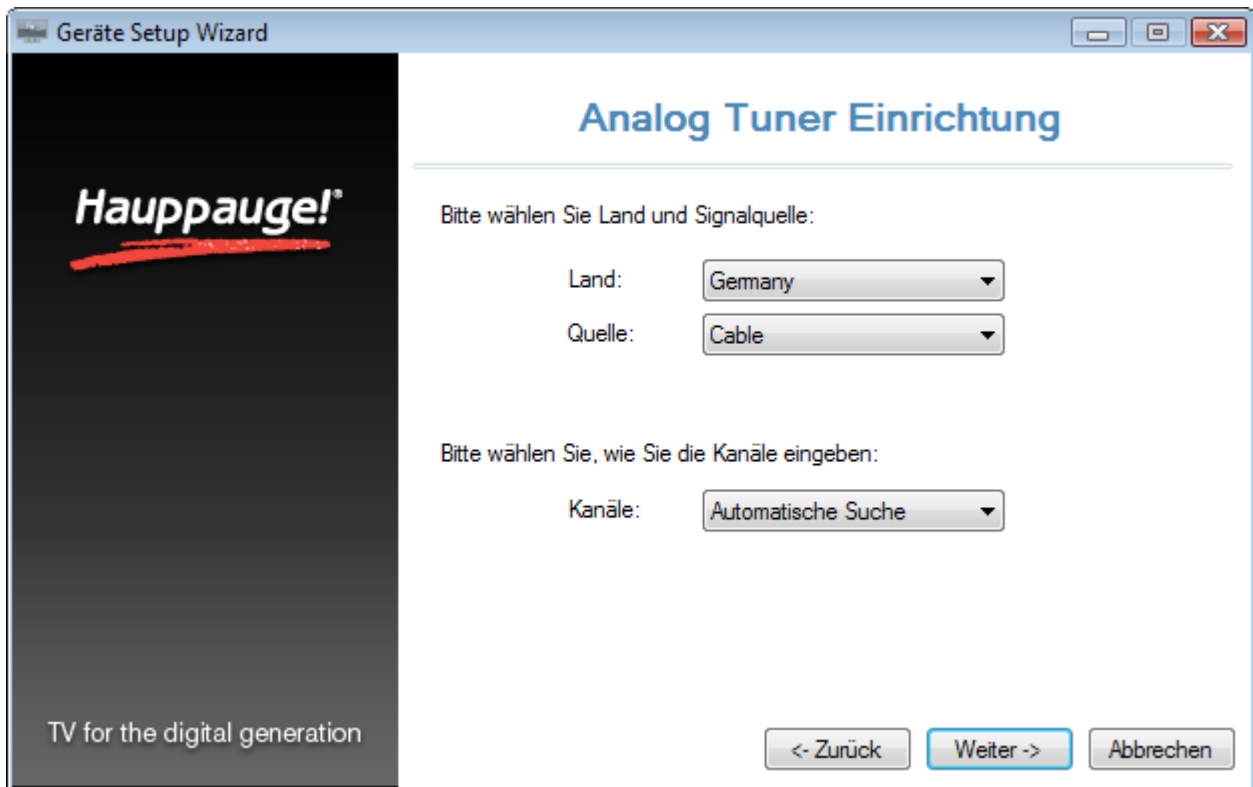 Geräte Setup Wizard
Analog Tuner Einrichtung
Hauppauge!®
Bitte wählen Sie Land und Signalquelle:
Land: Germany
Quelle: Cable
Bitte wählen Sie, wie Sie die Kanäle eingeben:
Kanäle: Automatische Suche
TV for the digital generation
<- Zurück Weiter -> Abbrechen